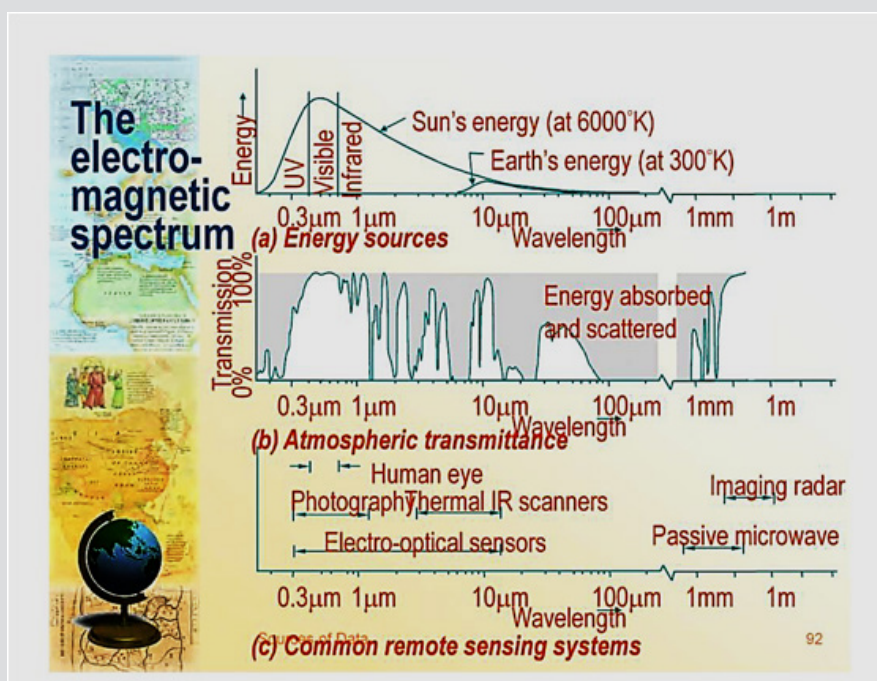 The
electro-
magnetic
spectrum
Energy
UV
Visible
Infrared
Sun's energy (at 6000°K)
Earth's energy (at 300°K)
0.3μm 1μm 10μm 100μm 1mm 1m
Wavelength
(a) Energy sources
Transmission
0% 100%
Energy absorbed
and scattered
0.3μm 1μm 10μm 100μm 1mm 1m
Wavelength
(b) Atmospheric transmittance
Human eye
Photography Thermal IR scanners
Imaging radar
Electro-optical sensors
Passive microwave
0.3μm 1μm 10μm 100μm 1mm 1m
Wavelength
Sources of Data
92
(c) Common remote sensing systems